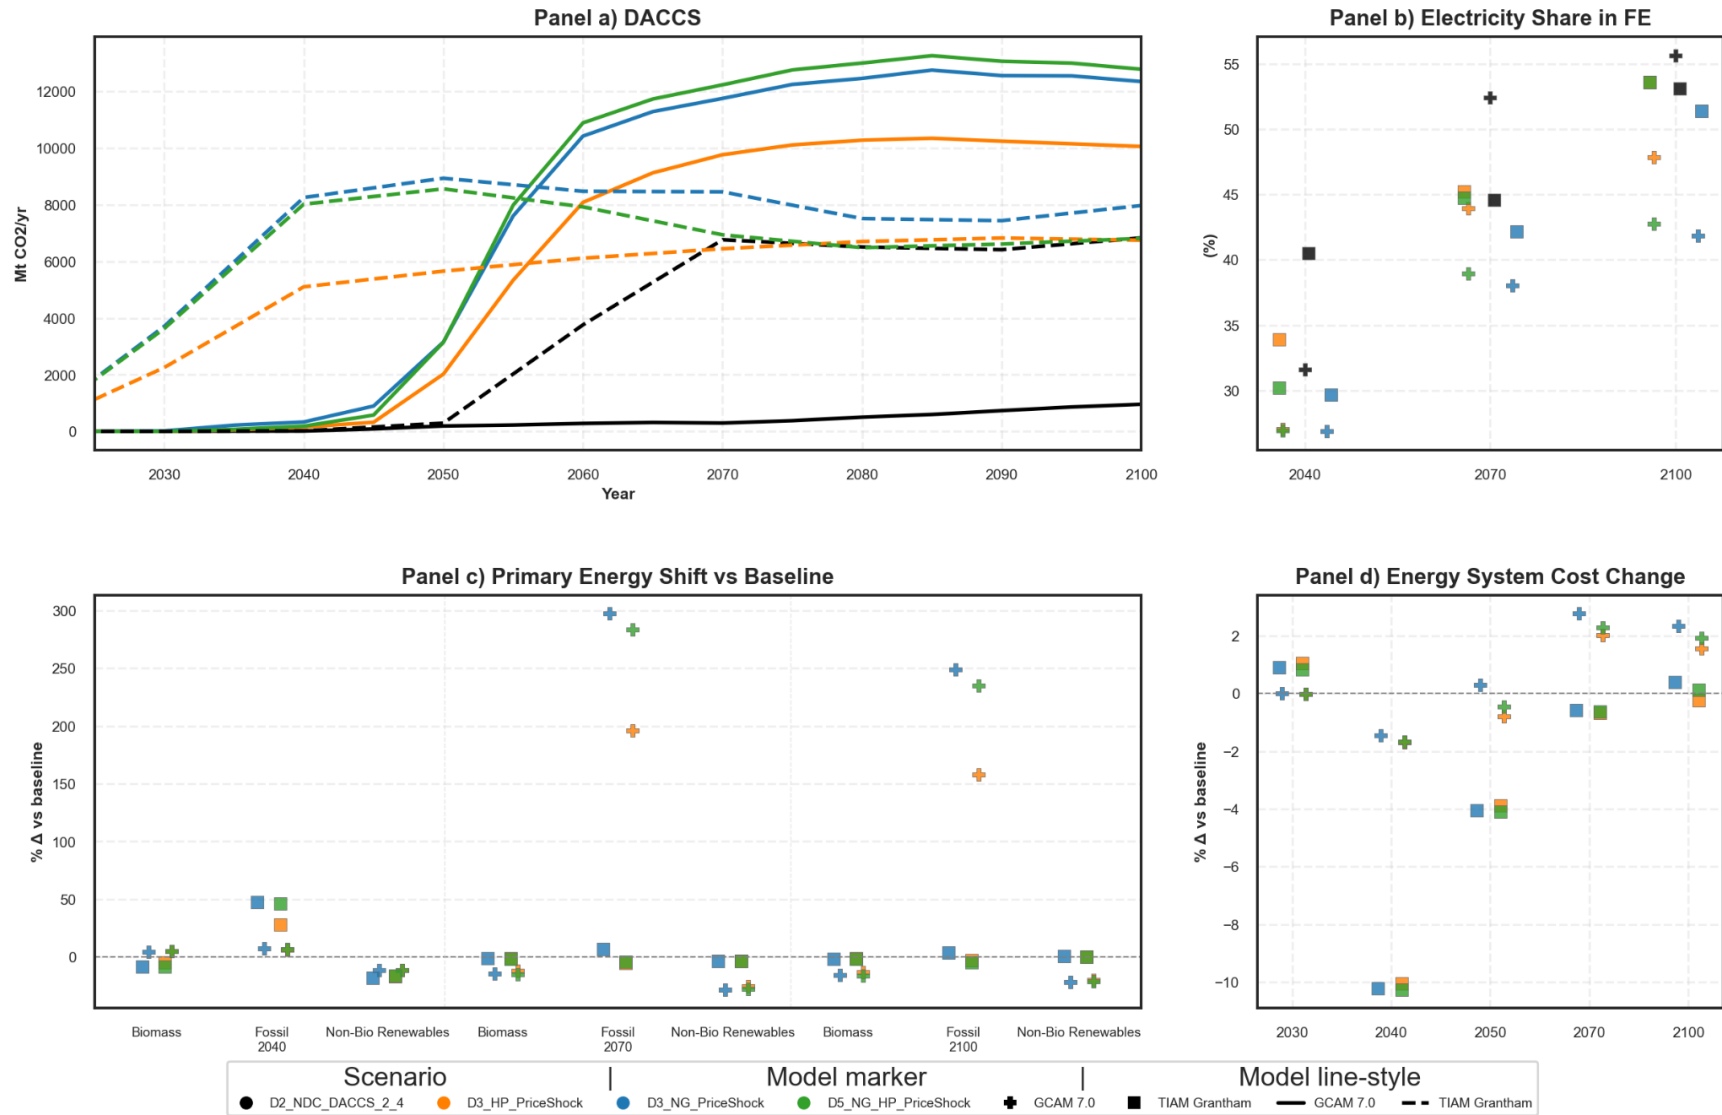 Panel a) DACCS
Mt CO2/yr
12000
10000
8000
6000
4000
2000
0
2030
2040
2050
2060
2070
2080
2090
2100
Year
Panel b) Electricity Share in FE
(%)
55
50
45
40
35
30
2040
2070
2100
Panel c) Primary Energy Shift vs Baseline
% Δ vs baseline
300
250
200
150
100
50
0
Biomass
Fossil
2040
Non-Bio Renewables
Biomass
Fossil
2070
Non-Bio Renewables
Biomass
Fossil
2100
Non-Bio Renewables
Panel d) Energy System Cost Change
% Δ vs baseline
2
0
−2
−4
−6
−8
−10
2030
2040
2050
2070
2100
Scenario | Model marker | Model line-style
D2_NDC_DACCS_2_4 D3_HP_PriceShock D3_NG_PriceShock D5_NG_HP_PriceShock GCAM 7.0 TIAM Grantham GCAM 7.0 TIAM Grantham